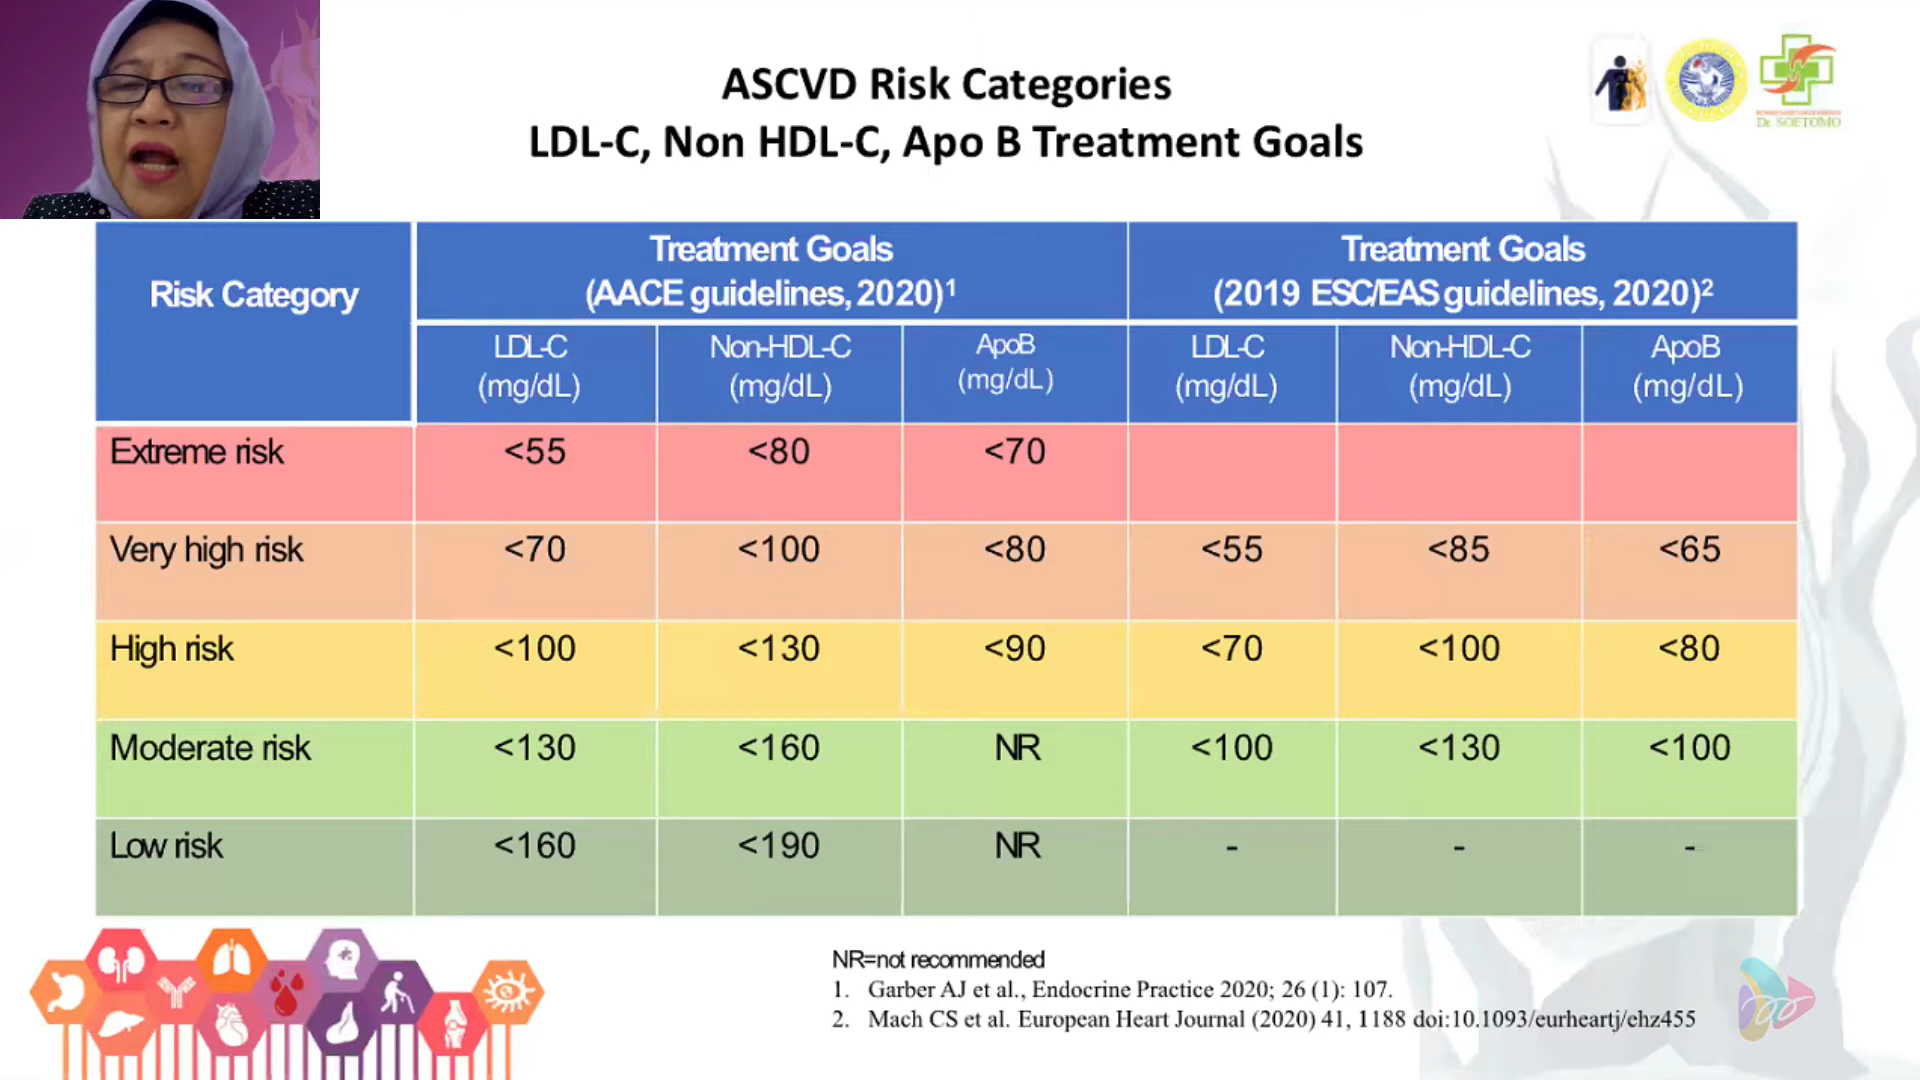 ASCVD Risk Categories
LDL-C, Non HDL-C, Apo B Treatment Goals
Dr. SOETOMO
Risk Category
Treatment Goals
(AACE guidelines, 2020)1
Treatment Goals
(2019 ESC/EAS guidelines, 2020)2
LDL-C (mg/dL) Non-HDL-C (mg/dL) ApoB (mg/dL) LDL-C (mg/dL) Non-HDL-C (mg/dL) ApoB (mg/dL)
Extreme risk <55 <80 <70
Very high risk <70 <100 <80 <55 <85 <65
High risk <100 <130 <90 <70 <100 <80
Moderate risk <130 <160 NR <100 <130 <100
Low risk <160 <190 NR - - -
NR=not recommended
1. Garber AJ et al., Endocrine Practice 2020; 26 (1): 107.
2. Mach CS et al. European Heart Journal (2020) 41, 1188 doi:10.1093/eurheartj/ehz455